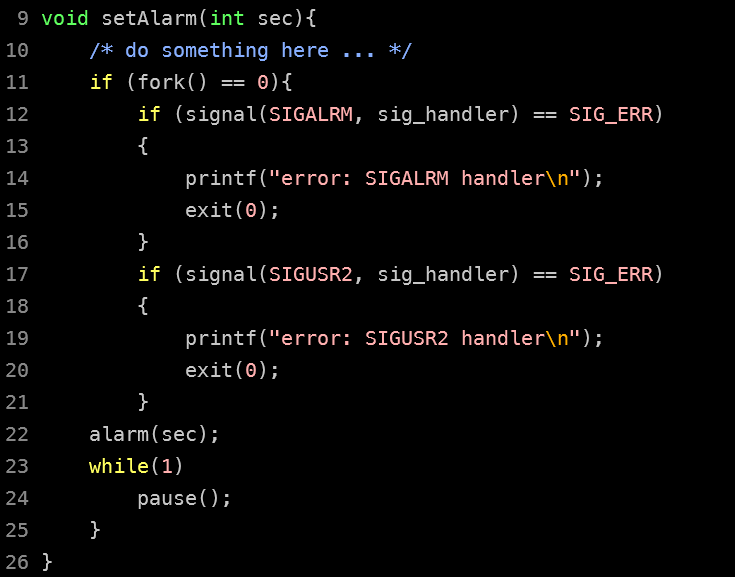 9 void setAlarm(int sec){
10     /* do something here ... */
11     if (fork() == 0){
12         if (signal(SIGALRM, sig_handler) == SIG_ERR)
13         {
14             printf("error: SIGALRM handler\n");
15             exit(0);
16         }
17         if (signal(SIGUSR2, sig_handler) == SIG_ERR)
18         {
19             printf("error: SIGUSR2 handler\n");
20             exit(0);
21         }
22     alarm(sec);
23     while(1)
24         pause();
25     }
26 }